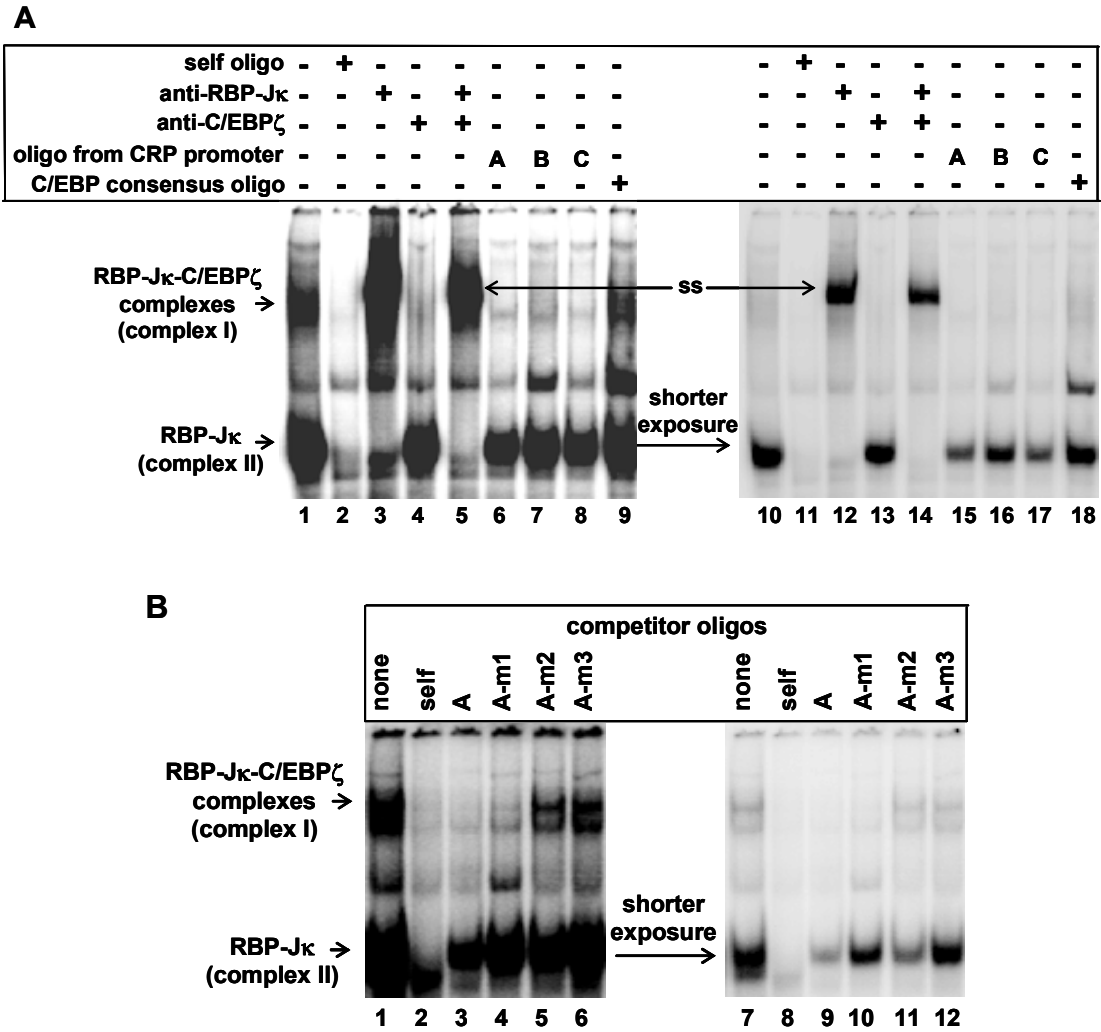 A
self oligo - + - - - - - - - - + - - - - - - -
anti-RBP-Jκ - - + - + - - - - - - + - + - - - -
anti-C/EBPζ - - - + + - - - - - - - + + - - - -
oligo from CRP promoter - - - - - A B C - - - - - - A B C -
C/EBP consensus oligo - - - - - - - - + - - - - - - - - +
RBP-Jκ-C/EBPζ
complexes
(complex I)
ss
shorter
exposure
RBP-Jκ
(complex II)
1 2 3 4 5 6 7 8 9 10 11 12 13 14 15 16 17 18
B
competitor oligos
none self A A-m1 A-m2 A-m3 none self A A-m1 A-m2 A-m3
RBP-Jκ-C/EBPζ
complexes
(complex I)
shorter
exposure
RBP-Jκ
(complex II)
1 2 3 4 5 6 7 8 9 10 11 12